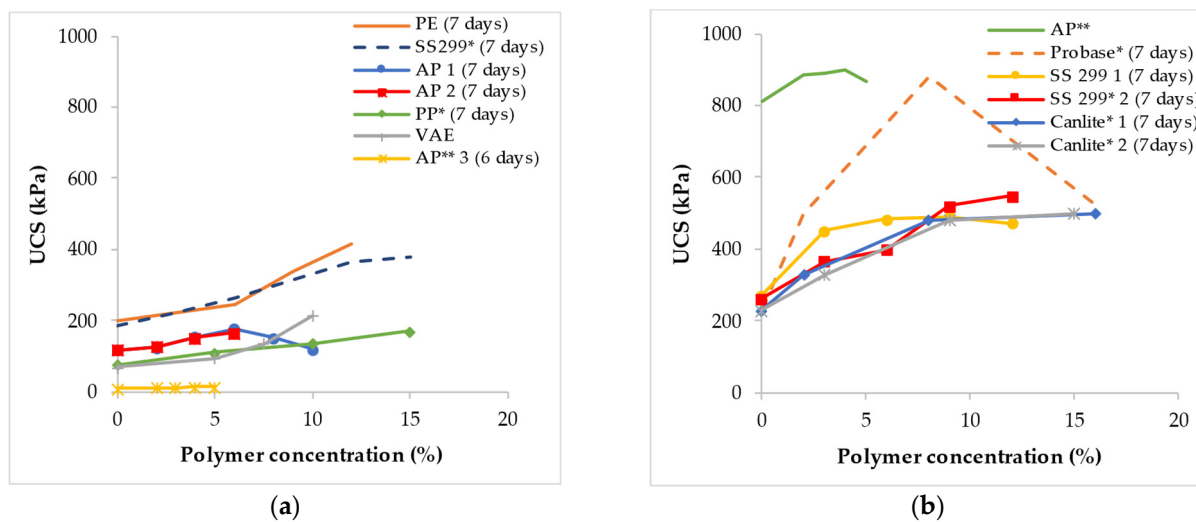 PE (7 days)
SS299* (7 days)
AP 1 (7 days)
AP 2 (7 days)
PP* (7 days)
VAE
AP** 3 (6 days)
1000
800
600
400
200
0
UCS (kPa)
0 5 10 15 20
Polymer concentration (%)
(a)
AP**
Probase* (7 days)
SS 299 1 (7 days)
SS 299* 2 (7 days)
Canlite* 1 (7 days)
Canlite* 2 (7days)
1000
800
600
400
200
0
UCS (kPa)
0 5 10 15 20
Polymer concentration (%)
(b)